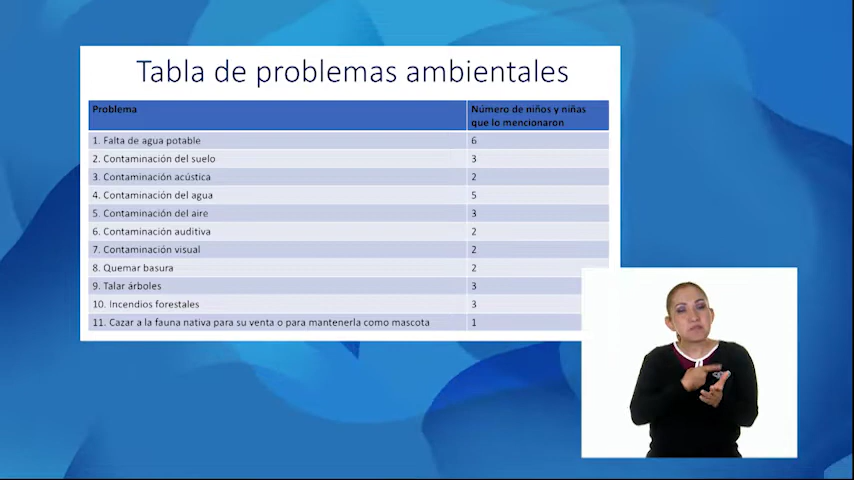 Tabla de problemas ambientales
Problema
Número de niños y niñas
que lo mencionaron
1. Falta de agua potable 6
2. Contaminación del suelo 3
3. Contaminación acústica 2
4. Contaminación del agua 5
5. Contaminación del aire 3
6. Contaminación auditiva 2
7. Contaminación visual 2
8. Quemar basura 2
9. Talar árboles 3
10. Incendios forestales 3
11. Cazar a la fauna nativa para su venta o para mantenerla como mascota 1